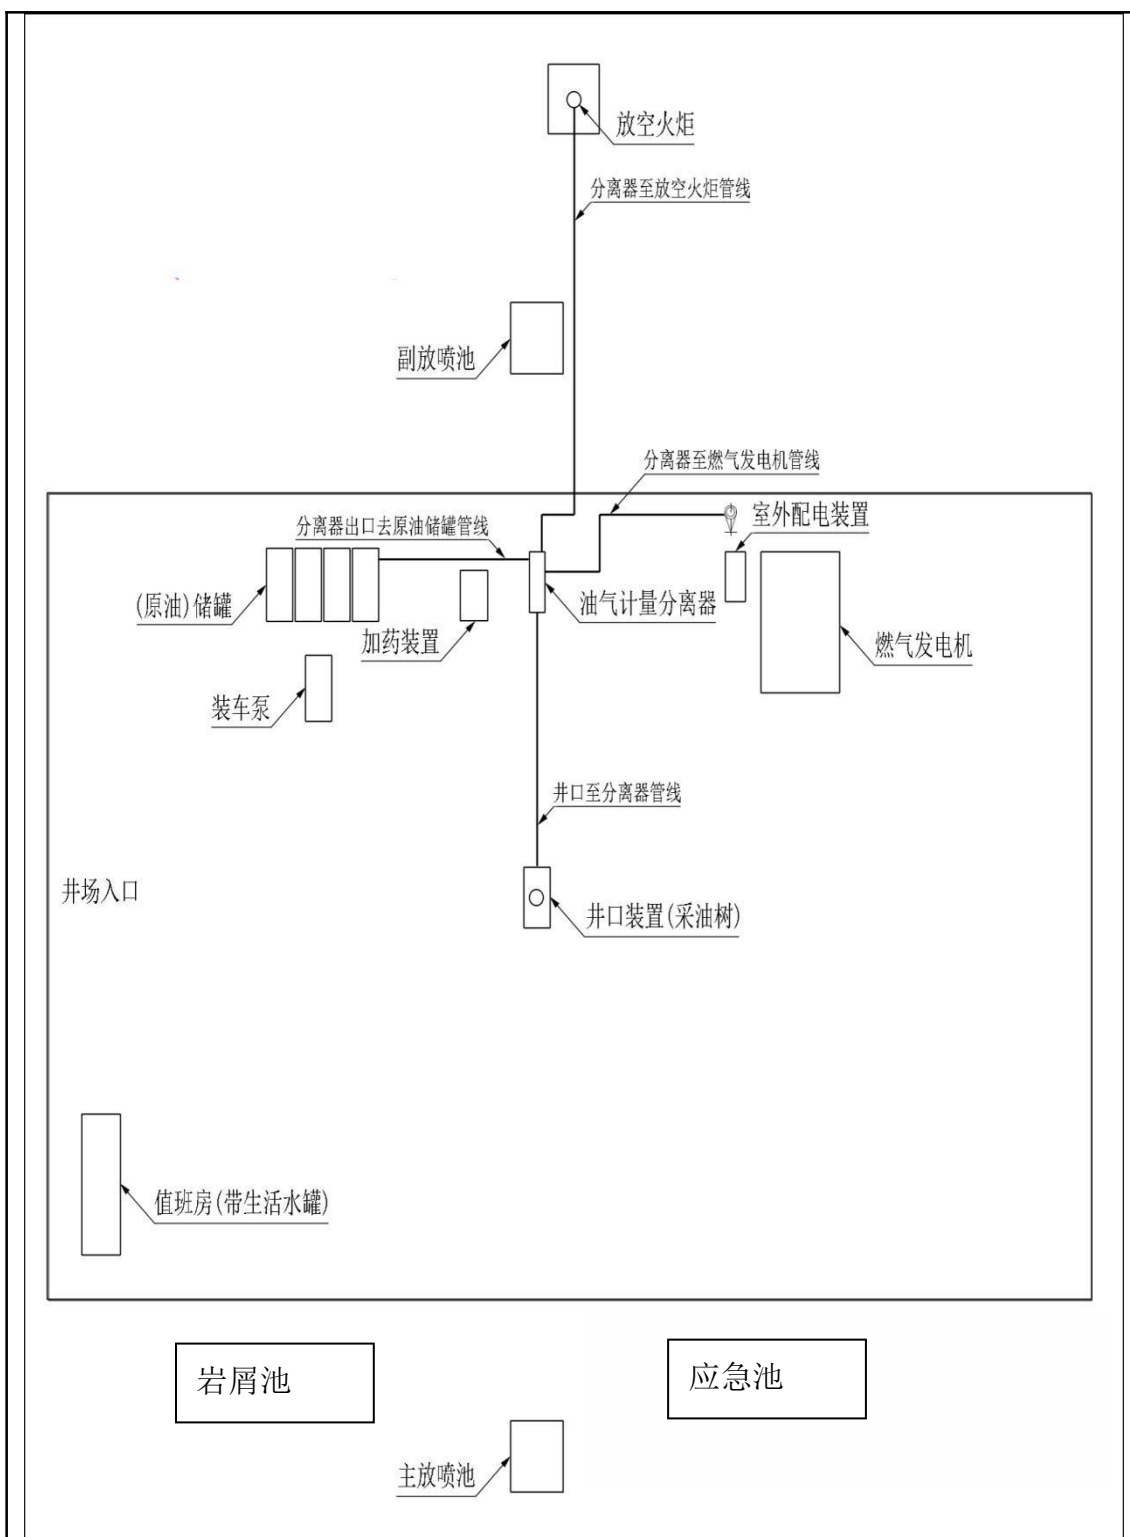 放空火炬
分离器至放空火炬管线
副放喷池
分离器至燃气发电机管线
分离器出口去原油储罐管线
室外配电装置
(原油)储罐
加药装置
油气计量分离器
燃气发电机
装车泵
井口至分离器管线
井场入口
井口装置(采油树)
值班房(带生活水罐)
岩屑池
应急池
主放喷池